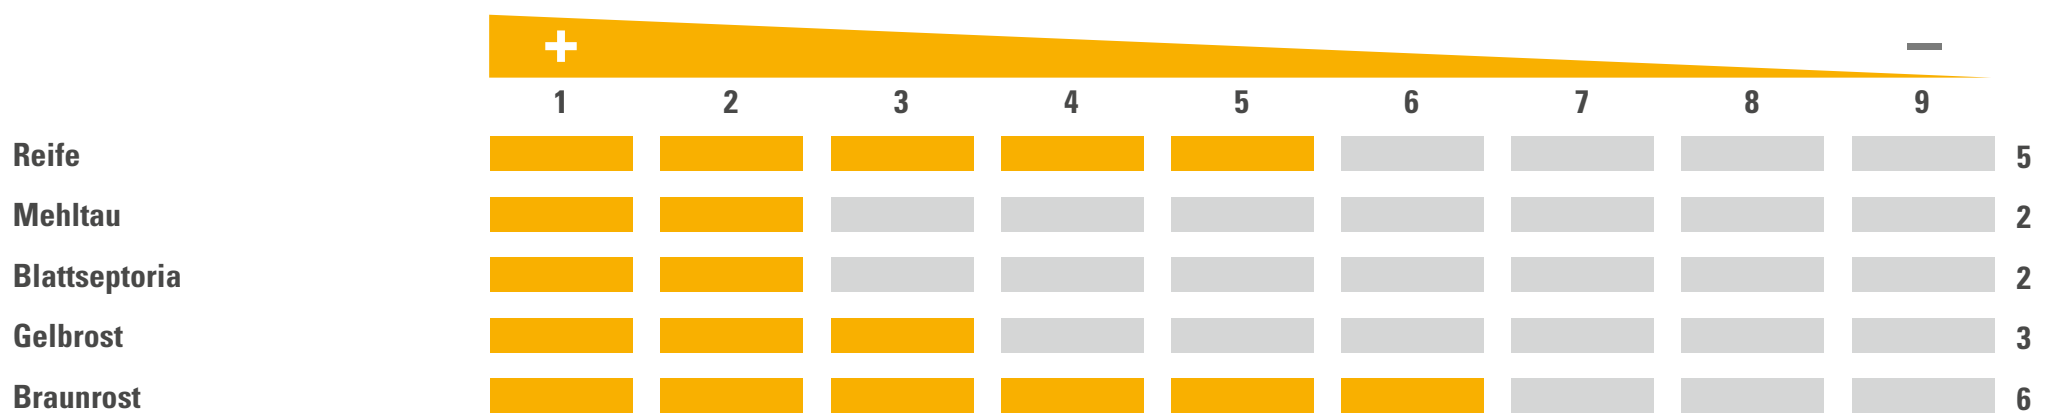 + –
1 2 3 4 5 6 7 8 9
Reife 5
Mehltau 2
Blattseptoria 2
Gelbrost 3
Braunrost 6